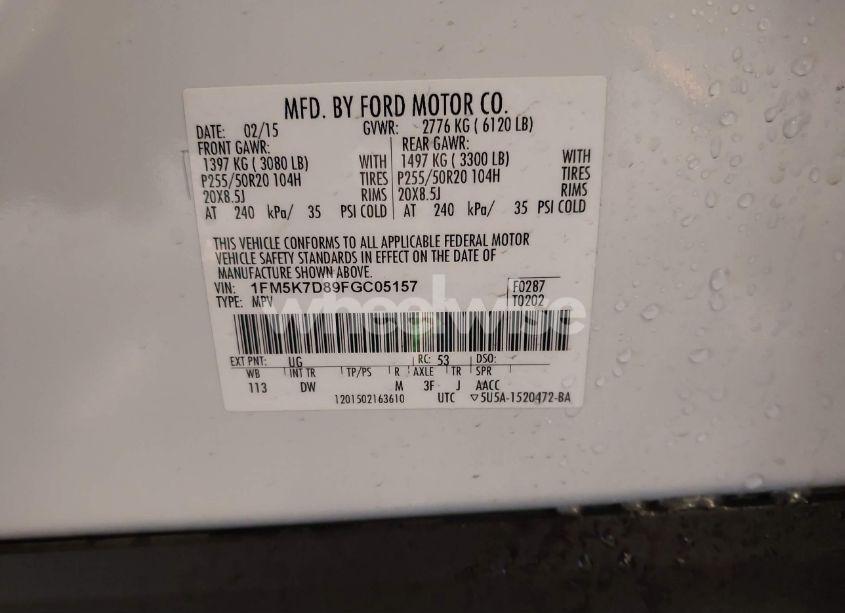 MFD. BY FORD MOTOR CO.
DATE: 02/15 GVWR: 2776 KG ( 6120 LB)
FRONT GAWR: REAR GAWR:
1397 KG ( 3080 LB) WITH 1497 KG ( 3300 LB) WITH
P255/50R20 104H TIRES P255/50R20 104H TIRES
20X8.5J RIMS 20X8.5J RIMS
AT 240 kPa/ 35 PSI COLD AT 240 kPa/ 35 PSI COLD
THIS VEHICLE CONFORMS TO ALL APPLICABLE FEDERAL MOTOR
VEHICLE SAFETY STANDARDS IN EFFECT ON THE DATE OF
MANUFACTURE SHOWN ABOVE.
VIN: 1FM5K7D89FGC05157 F0287
TYPE: MPV T0202
wheelwise
EXT PNT: UG RC: 53 DSO:
WB INT TR TP/PS R AXLE TR SPR
113 DW M 3F J AACC
1201502163610 UTC ▽5U5A-1520472-BA